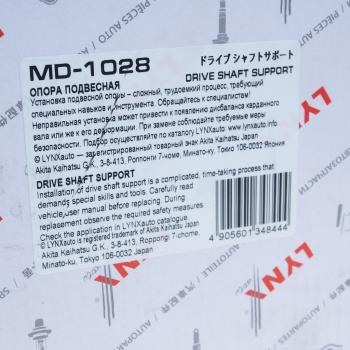 ドライブシャフトサポート
MD-1028
DRIVE SHAFT SUPPORT
ОПОРА ПОДВЕСНАЯ
Установка подвесной опоры – сложный, трудоемкий процесс, требующий
специальных навыков и инструмента. Обращайтесь к специалистам!
Неправильная установка может привести к появлению дисбаланса карданного
вала или же к его деформации. При замене соблюдайте требуемые меры
безопасности. Подбор осуществляйте по каталогу LYNXauto - www.lynxauto.info
© LYNXauto – зарегистрированный товарный знак Akita Kaihatsu G.K.
Akita Kaihatsu G.K., 3-8-413, Роппонги 7-чоме, Минато-ку, Токио 106-0032 Япония
DRIVE SHAFT SUPPORT
Installation of drive shaft support is a complicated, time-taking process that
demands special skills and tools. Carefully read
vehicle user manual before replacing. During
replacement observe the required safety measures
Check the application in LYNXauto catalogue.
© LYNXauto is registered trademark of Akita Kaihatsu G.K.
Akita Kaihatsu G.K., 3-8-413, Roppongi 7-chome,
Minato-ku, Tokyo 106-0032 Japan
4 905601 348444
LYNX
LYNX